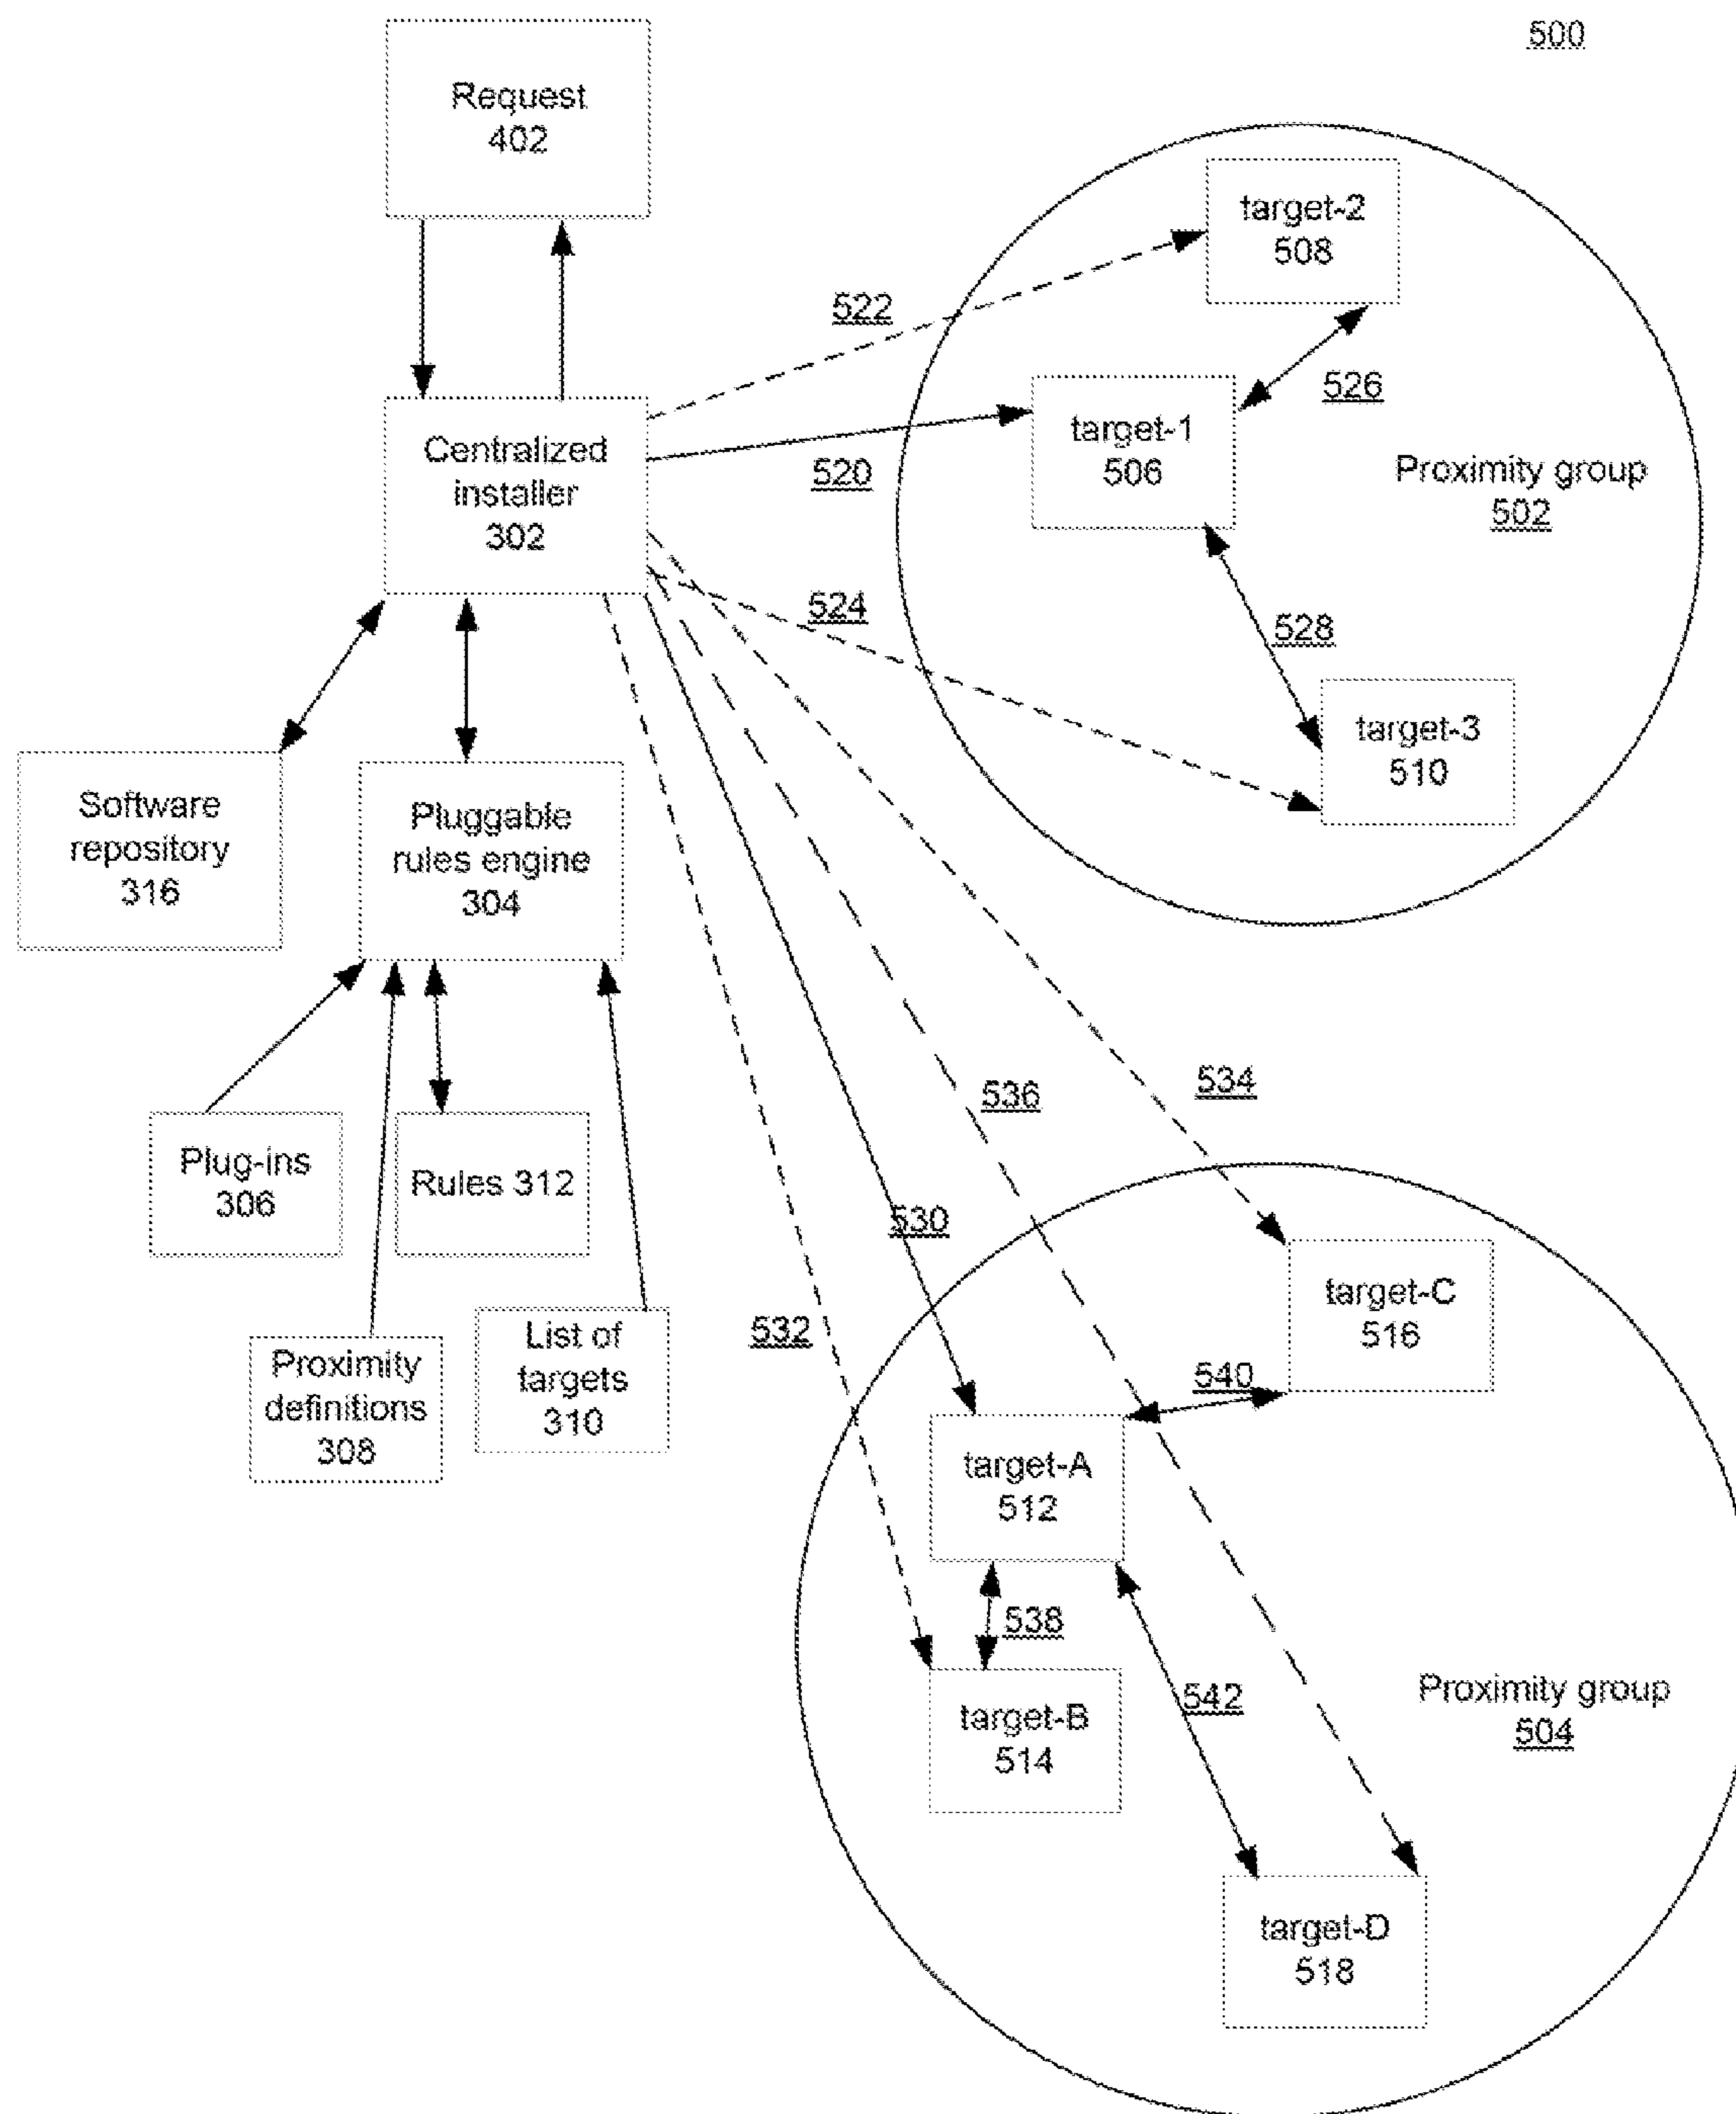 500
Request
402
target-2
508
522
526
target-1
506
Centralized
installer
302
520
Proximity group
502
524
528
target-3
510
Software
repository
316
Pluggable
rules engine
304
536
534
Plug-ins
306
Rules 312
530
532
target-C
516
List of
targets
310
Proximity
definitions
308
540
target-A
512
538
542
Proximity group
504
target-B
514
target-D
518